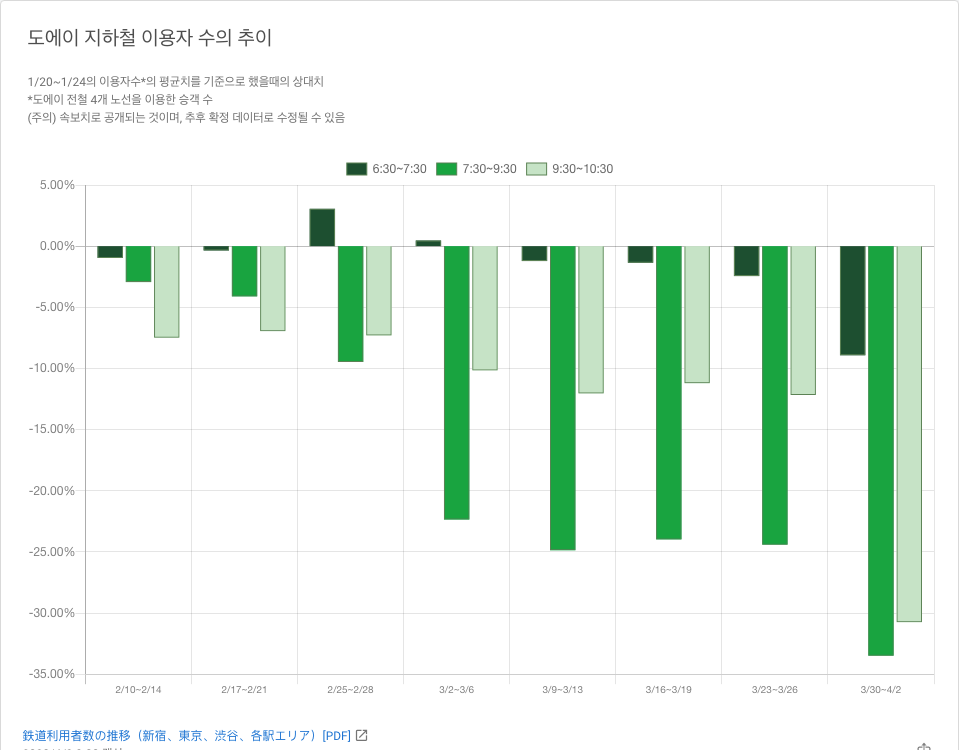 도에이 지하철 이용자 수의 추이
1/20~1/24의 이용자수*의 평균치를 기준으로 했을때의 상대치
*도에이 전철 4개 노선을 이용한 승객 수
(주의) 속보치로 공개되는 것이며, 추후 확정 데이터로 수정될 수 있음
6:30~7:30 7:30~9:30 9:30~10:30
5.00%
0.00%
-5.00%
-10.00%
-15.00%
-20.00%
-25.00%
-30.00%
-35.00%
2/10~2/14 2/17~2/21 2/25~2/28 3/2~3/6 3/9~3/13 3/16~3/19 3/23~3/26 3/30~4/2
鉄道利用者数の推移（新宿、東京、渋谷、各駅エリア）[PDF]